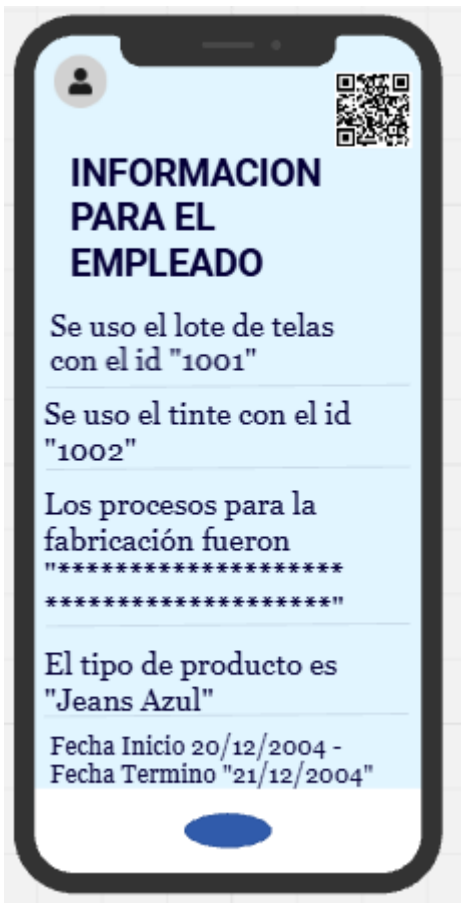 INFORMACION
PARA EL
EMPLEADO
Se uso el lote de telas
con el id "1001"
Se uso el tinte con el id
"1002"
Los procesos para la
fabricación fueron
"********************
********************"
El tipo de producto es
"Jeans Azul"
Fecha Inicio 20/12/2004 -
Fecha Termino "21/12/2004"